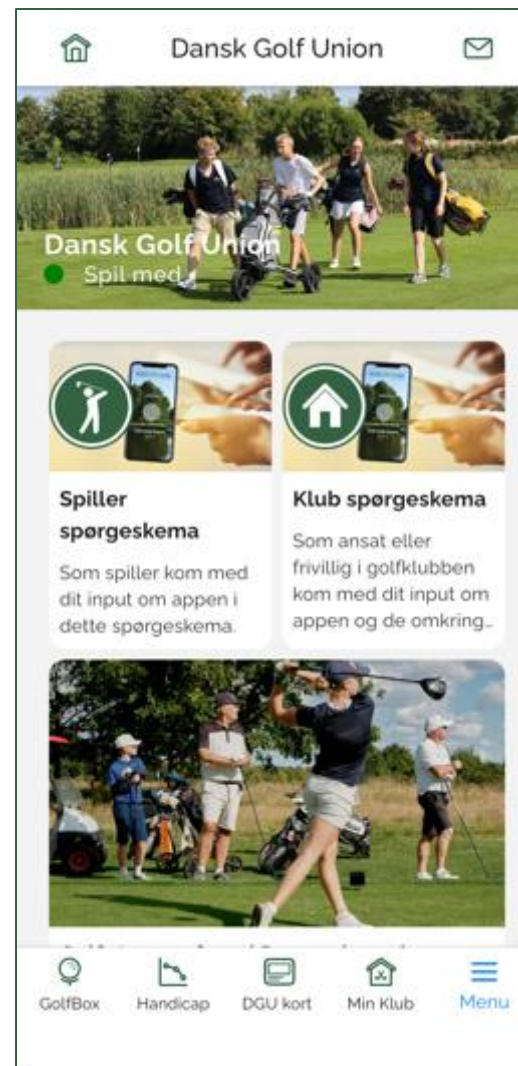 Dansk Golf Union
Dansk Golf Union
Spil med
Spiller
spørgeskema
Som spiller kom med
dit input om appen i
dette spørgeskema.
Klub spørgeskema
Som ansat eller
frivillig i golfklubben
kom med dit input om
appen og de omkring…
GolfBox
Handicap
DGU kort
Min Klub
Menu